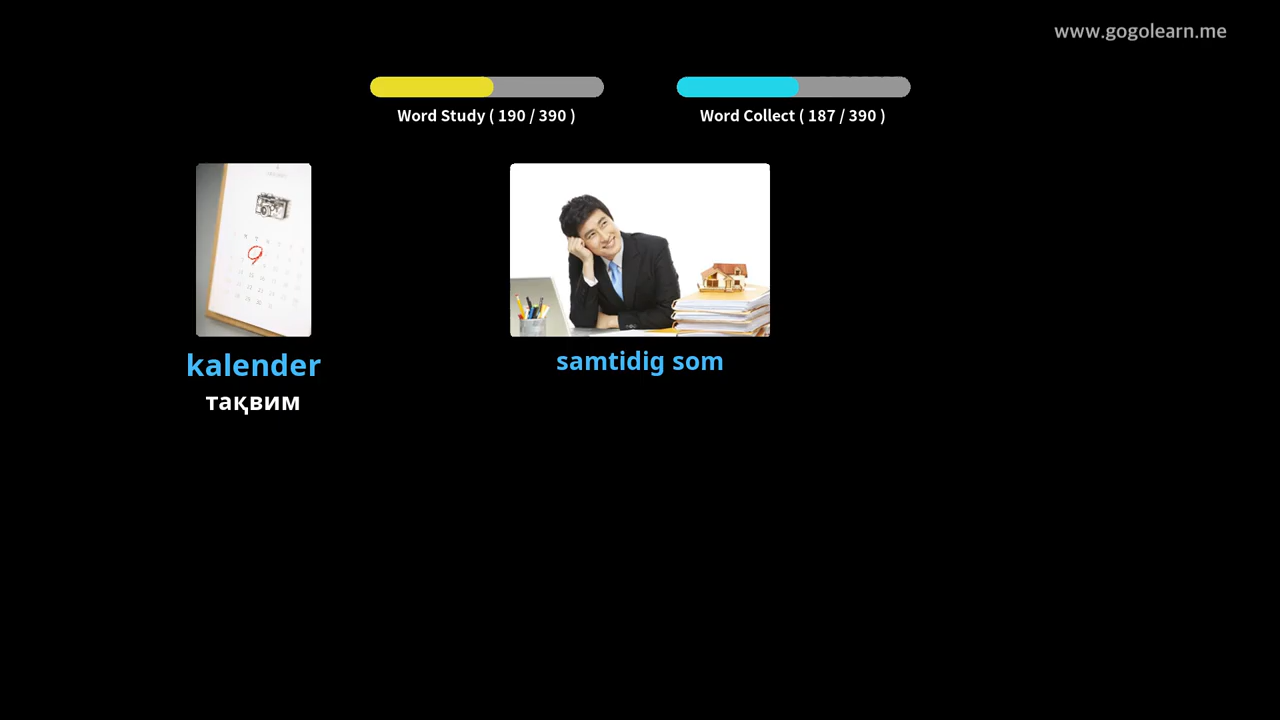 www.gogolearn.me
Word Study ( 190 / 390 )
Word Collect ( 187 / 390 )
kalender
тақвим
samtidig som